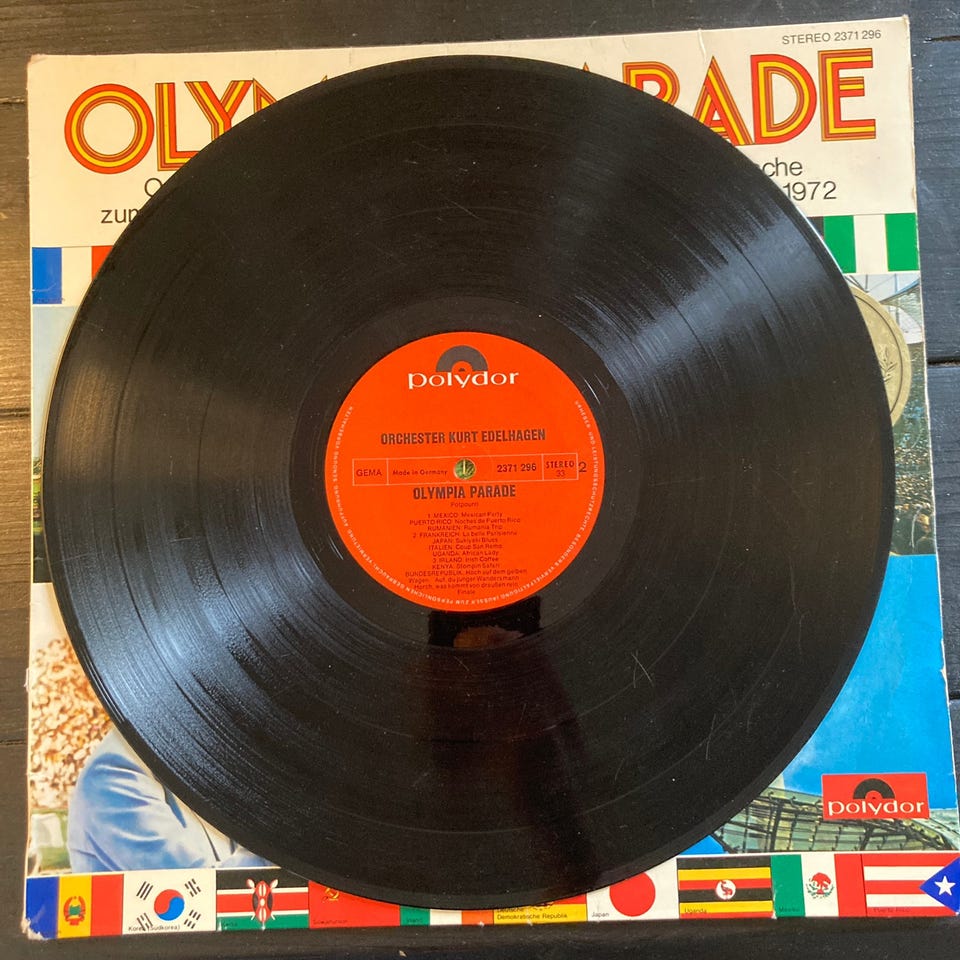 STEREO 2371 296
OLYM PARADE
zum
1972
polydor
ORCHESTER KURT EDELHAGEN
GEMA Made in Germany 2371 296 STEREO 33 2
OLYMPIA PARADE
Potpourri
1. MEXICO: Mexican Party
PUERTO RICO: Noches de Puerto Rico
RUMÄNIEN: Rumania Trip
2. FRANKREICH: La belle Parisienne
JAPAN: Sukiyaki Blues
ITALIEN: Coup San Remo
UGANDA: African Lady
3. IRLAND: Irish Coffee
KENYA: Stompin Safari
BUNDESREPUBLIK: Hoch auf dem gelben
Wagen · Auf, du junger Wandersmann
Horch, was kommt von draußen rein
Finale
polydor
Korea (Südkorea)
Deutsche
Demokratische Republik
Japan
Uganda
Mexico
Puerto Rico